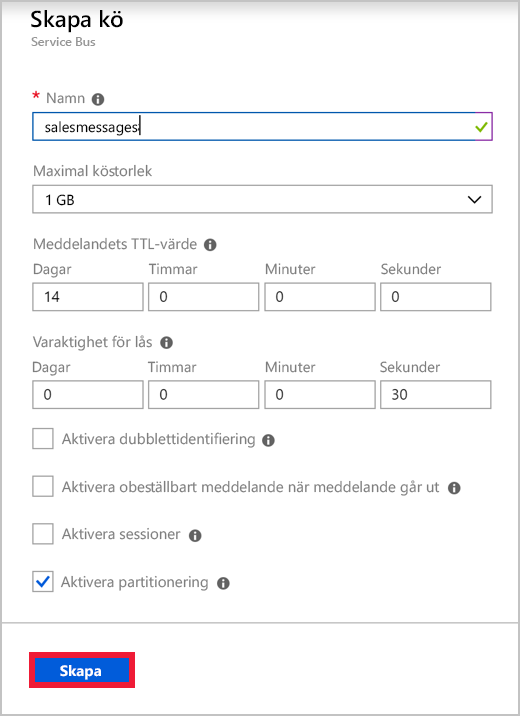 Skapa kö
Service Bus
* Namn
salesmessages
Maximal köstorlek
1 GB
Meddelandets TTL-värde
Dagar Timmar Minuter Sekunder
14 0 0 0
Varaktighet för lås
Dagar Timmar Minuter Sekunder
0 0 0 30
Aktivera dubblettidentifiering
Aktivera obeställbart meddelande när meddelande går ut
Aktivera sessioner
Aktivera partitionering
Skapa